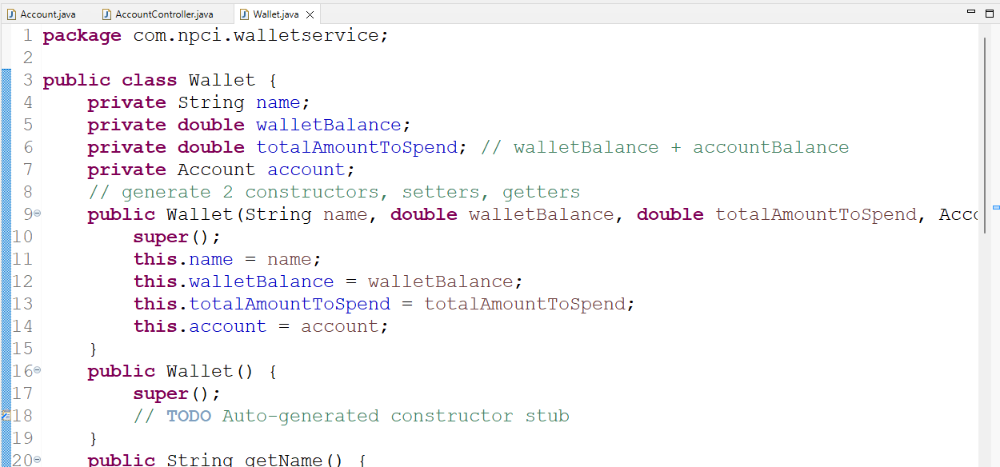 Account.java AccountController.java Wallet.java
1 package com.npci.walletservice;
2
3 public class Wallet {
4 private String name;
5 private double walletBalance;
6 private double totalAmountToSpend; // walletBalance + accountBalance
7 private Account account;
8 // generate 2 constructors, setters, getters
9 public Wallet(String name, double walletBalance, double totalAmountToSpend,
10 super();
11 this.name = name;
12 this.walletBalance = walletBalance;
13 this.totalAmountToSpend = totalAmountToSpend;
14 this.account = account;
15 }
16 public Wallet() {
17 super();
18 // TODO Auto-generated constructor stub
19 }
20 public String getName() {